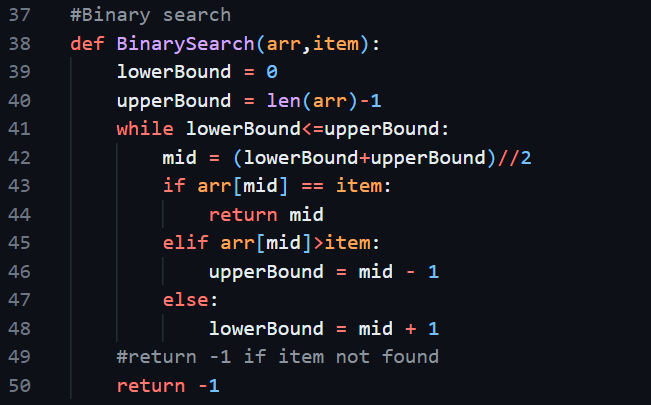 37 #Binary search
38 def BinarySearch(arr,item):
39     lowerBound = 0
40     upperBound = len(arr)-1
41     while lowerBound<=upperBound:
42         mid = (lowerBound+upperBound)//2
43         if arr[mid] == item:
44             return mid
45         elif arr[mid]>item:
46             upperBound = mid - 1
47         else:
48             lowerBound = mid + 1
49     #return -1 if item not found
50     return -1